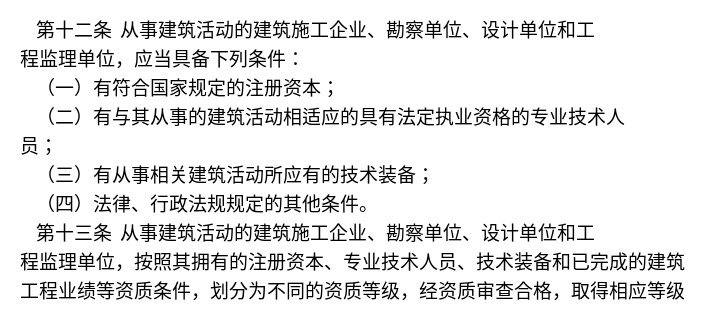 第十二条 从事建筑活动的建筑施工企业、勘察单位、设计单位和工
程监理单位，应当具备下列条件：
（一）有符合国家规定的注册资本；
（二）有与其从事的建筑活动相适应的具有法定执业资格的专业技术人
员；
（三）有从事相关建筑活动所应有的技术装备；
（四）法律、行政法规规定的其他条件。
第十三条 从事建筑活动的建筑施工企业、勘察单位、设计单位和工
程监理单位，按照其拥有的注册资本、专业技术人员、技术装备和已完成的建筑
工程业绩等资质条件，划分为不同的资质等级，经资质审查合格，取得相应等级